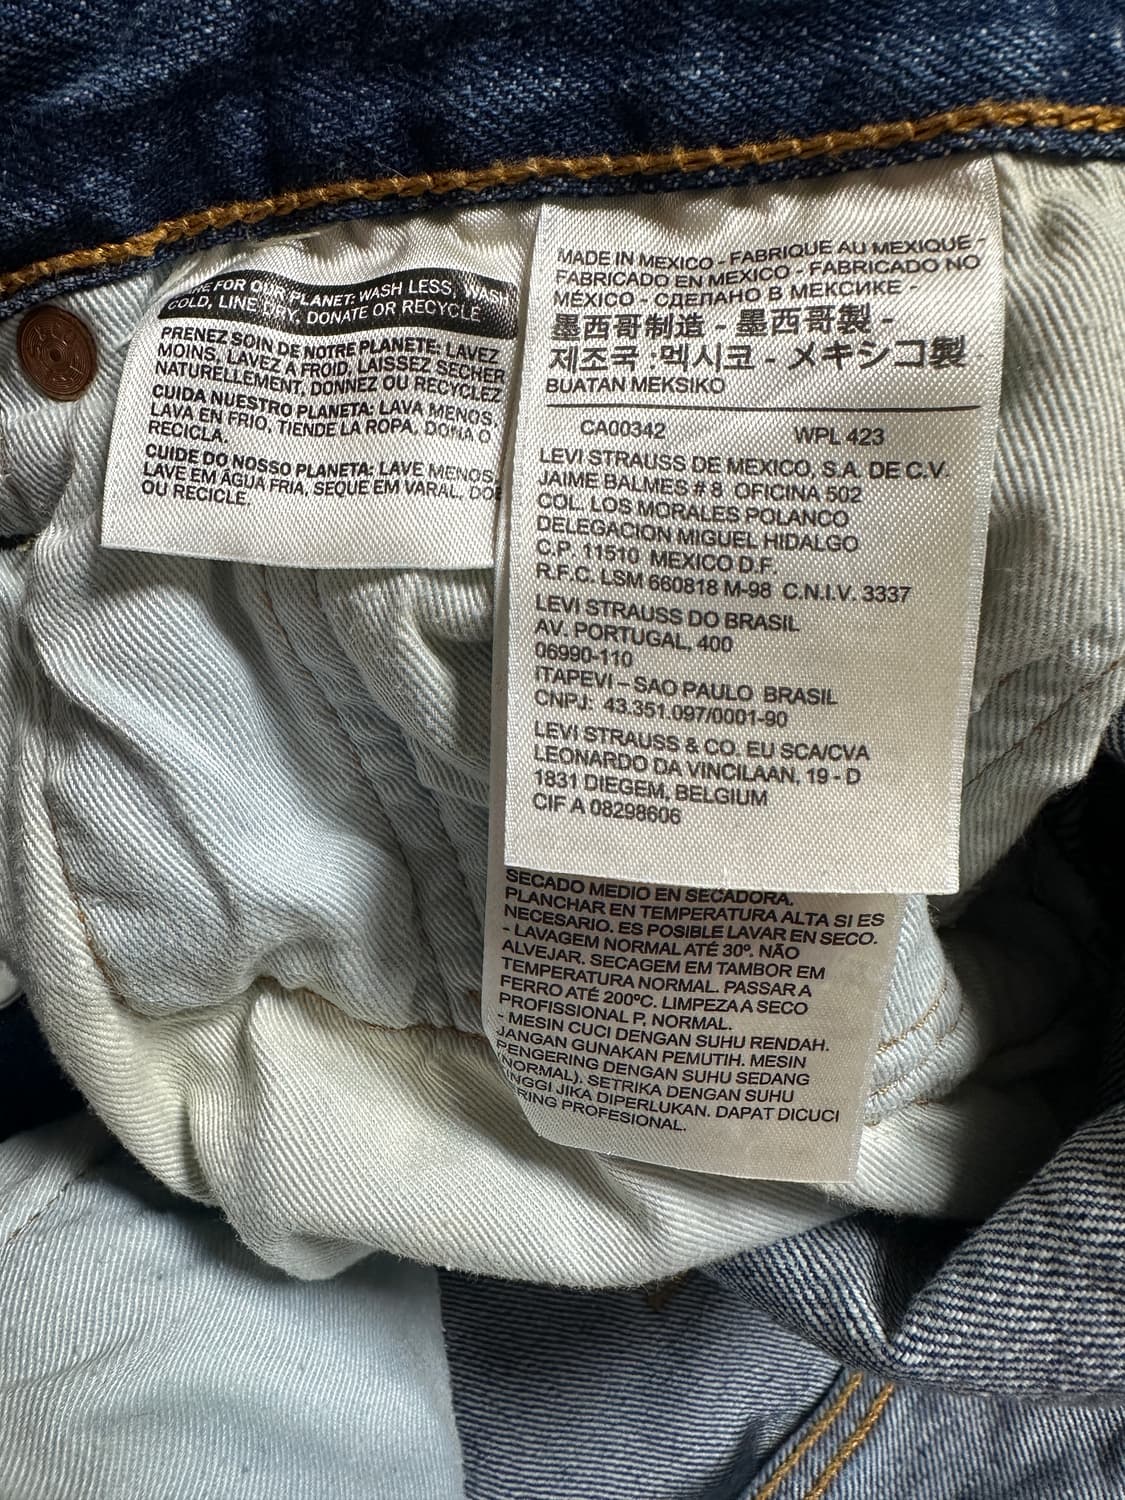 FOR OUR PLANET: WASH LESS, WASH
COLD, LINE DRY, DONATE OR RECYCLE
PRENEZ SOIN DE NOTRE PLANETE: LAVEZ
MOINS, LAVEZ A FROID, LAISSEZ SECHER
NATURELLEMENT, DONNEZ OU RECYCLEZ
CUIDA NUESTRO PLANETA: LAVA MENOS,
LAVA EN FRIO, TIENDE LA ROPA, DONA O
RECICLA.
CUIDE DO NOSSO PLANETA: LAVE MENOS,
LAVE EM AGUA FRIA, SEQUE EM VARAL,
OU RECICLE.
MADE IN MEXICO - FABRIQUE AU MEXIQUE -
FABRICADO EN MEXICO - FABRICADO NO
MÉXICO - СДЕЛАНО В МЕКСИКЕ -
墨西哥制造 - 墨西哥製 -
제조국 :멕시코 - メキシコ製
BUATAN MEKSIKO
CA00342 WPL 423
LEVI STRAUSS DE MEXICO, S.A. DE C.V.
JAIME BALMES # 8 OFICINA 502
COL. LOS MORALES POLANCO
DELEGACION MIGUEL HIDALGO
C.P. 11510 MEXICO D.F.
R.F.C. LSM 660818 M-98 C.N.I.V. 3337
LEVI STRAUSS DO BRASIL
AV. PORTUGAL, 400
06990-110
ITAPEVI – SAO PAULO BRASIL
CNPJ: 43.351.097/0001-90
LEVI STRAUSS & CO. EU SCA/CVA
LEONARDO DA VINCILAAN, 19 - D
1831 DIEGEM, BELGIUM
CIF A 08298606
SECADO MEDIO EN SECADORA.
PLANCHAR EN TEMPERATURA ALTA SI ES
NECESARIO. ES POSIBLE LAVAR EN SECO.
- LAVAGEM NORMAL ATÉ 30º. NÃO
ALVEJAR. SECAGEM EM TAMBOR EM
TEMPERATURA NORMAL. PASSAR A
FERRO ATÉ 200ºC. LIMPEZA A SECO
PROFISSIONAL P, NORMAL.
- MESIN CUCI DENGAN SUHU RENDAH.
JANGAN GUNAKAN PEMUTIH. MESIN
PENGERING DENGAN SUHU SEDANG
(NORMAL). SETRIKA DENGAN SUHU
INGGI JIKA DIPERLUKAN. DAPAT DICUCI
RING PROFESIONAL.